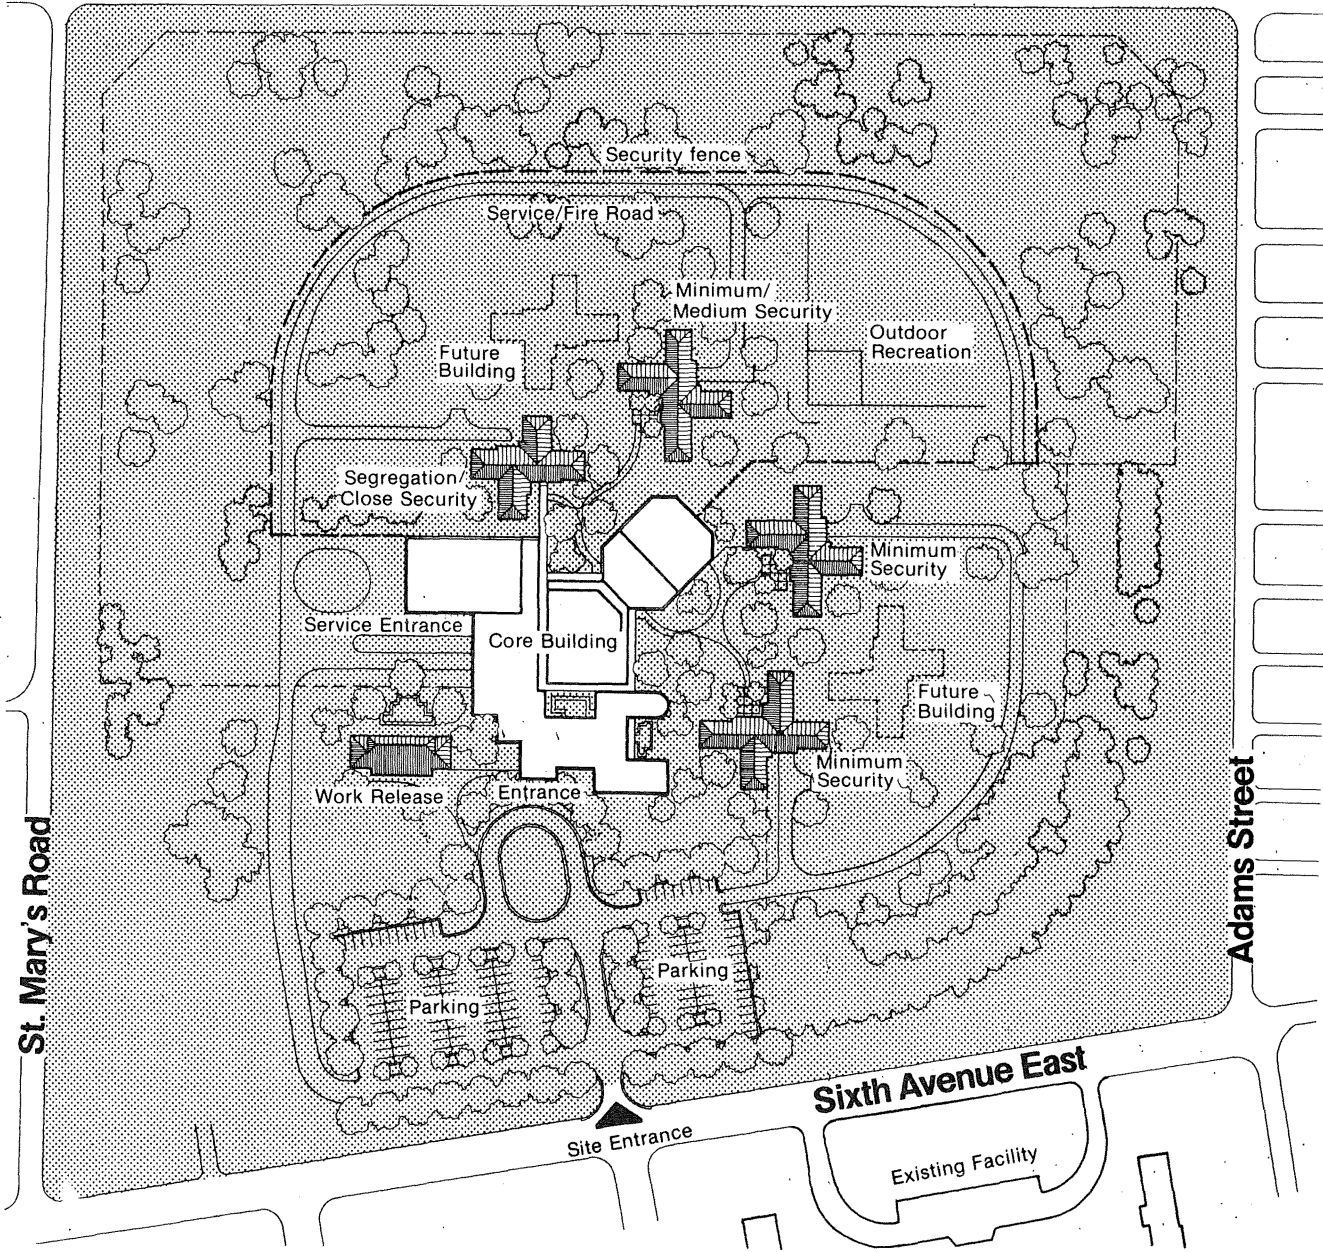 Security fence
Service/Fire Road
Minimum/
Medium Security
Outdoor
Recreation
Future
Building
Segregation/
Close Security
Minimum
Security
Service Entrance
Core Building
Future
Building
Minimum
Security
Work Release
Entrance
St. Mary's Road
Adams Street
Parking
Parking
Sixth Avenue East
Site Entrance
Existing Facility